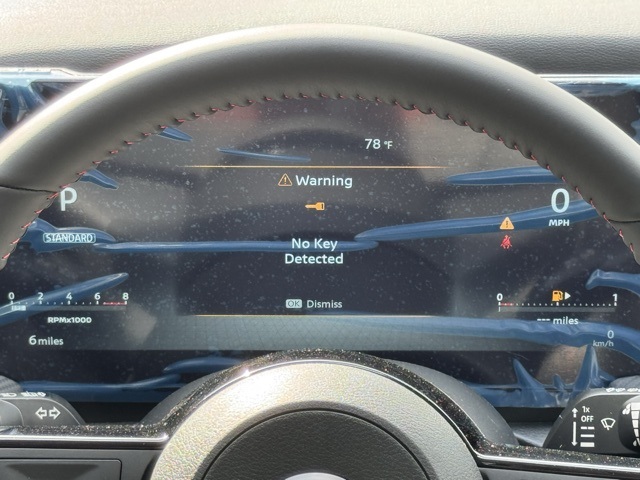 78 °F
Warning
P
0
MPH
STANDARD
No Key
Detected
0 2 4 6 8
0 1
RPMx1000
OK Dismiss
--- miles
6 miles
0
km/h
1x
OFF